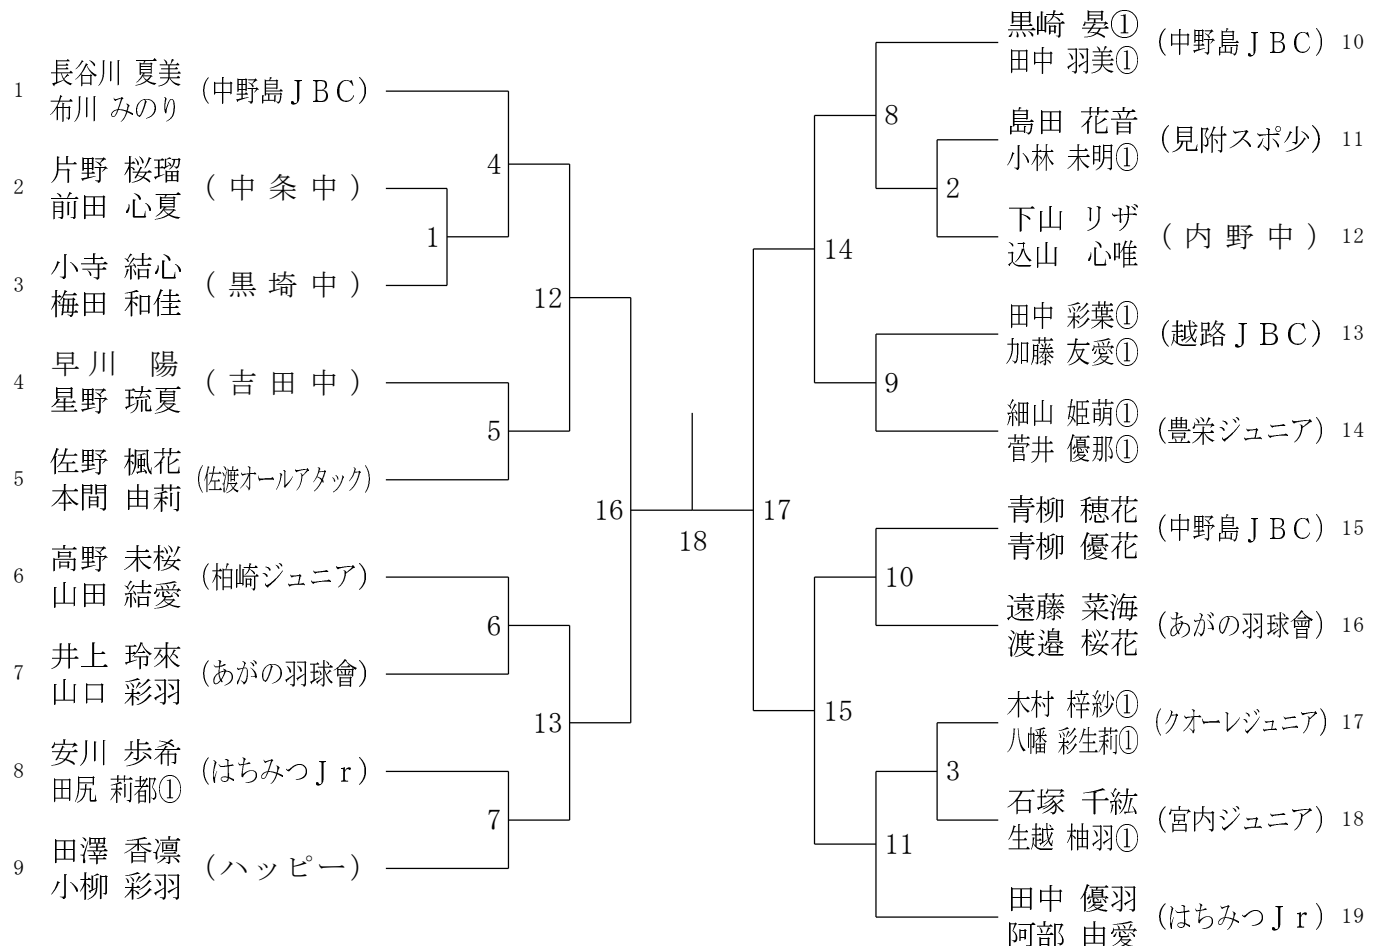 1 長谷川 夏美 (中野島ＪＢＣ)
布川 みのり
2 片野 桜瑠 (中条中)
前田 心夏
3 小寺 結心 (黒埼中)
梅田 和佳
4 早川 陽 (吉田中)
星野 琉夏
5 佐野 楓花 (佐渡オールアタック)
本間 由莉
6 高野 未桜 (柏崎ジュニア)
山田 結愛
7 井上 玲來 (あがの羽球會)
山口 彩羽
8 安川 歩希 (はちみつＪｒ)
田尻 莉都①
9 田澤 香凛 (ハッピー)
小柳 彩羽
1
4
5
6
7
12
13
16
18
17
14
15
8
9
10
11
2
3
黒崎 晏① (中野島ＪＢＣ) 10
田中 羽美①
島田 花音 (見附スポ少) 11
小林 未明①
下山 リザ (内野中) 12
込山 心唯
田中 彩葉① (越路ＪＢＣ) 13
加藤 友愛①
細山 姫萌① (豊栄ジュニア) 14
菅井 優那①
青柳 穂花 (中野島ＪＢＣ) 15
青柳 優花
遠藤 菜海 (あがの羽球會) 16
渡邉 桜花
木村 梓紗① (クオーレジュニア) 17
八幡 彩生莉①
石塚 千紘 (宮内ジュニア) 18
生越 柚羽①
田中 優羽 (はちみつＪｒ) 19
阿部 由愛